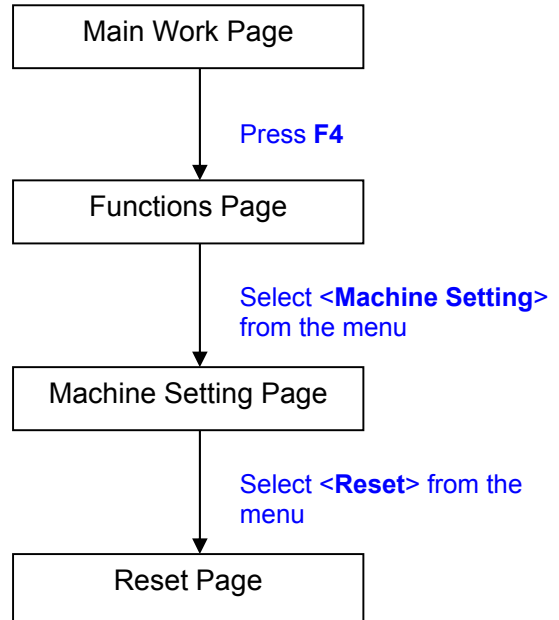 Main Work Page
Press F4
Functions Page
Select <Machine Setting>
from the menu
Machine Setting Page
Select <Reset> from the
menu
Reset Page